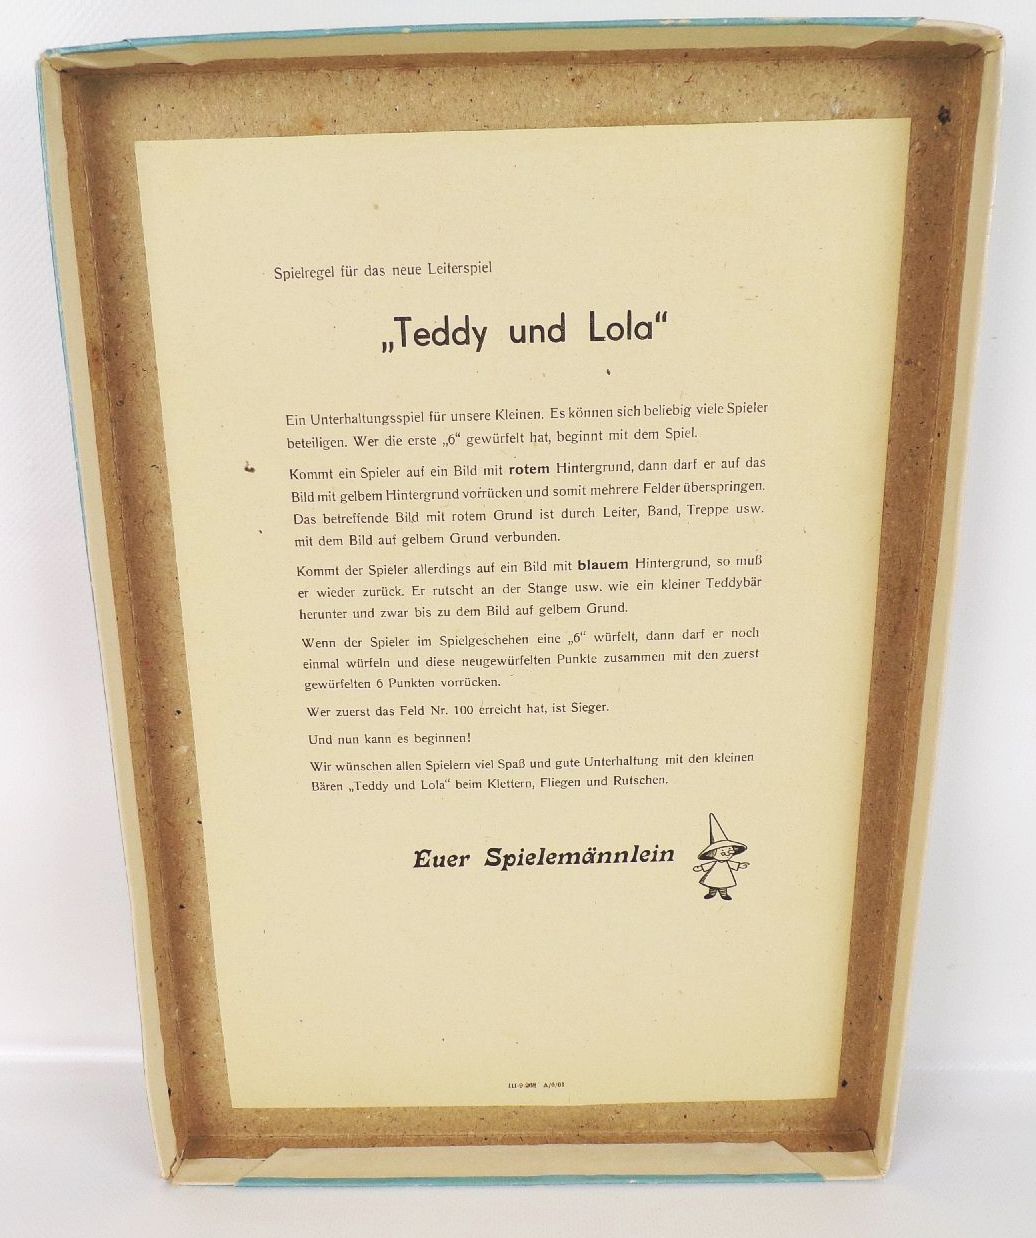 Spielregel für das neue Leiterspiel
„Teddy und Lola“
Ein Unterhaltungsspiel für unsere Kleinen. Es können sich beliebig viele Spieler
beteiligen. Wer die erste „6“ gewürfelt hat, beginnt mit dem Spiel.
Kommt ein Spieler auf ein Bild mit rotem Hintergrund, dann darf er auf das
Bild mit gelbem Hintergrund vorrücken und somit mehrere Felder überspringen.
Das betreffende Bild mit rotem Grund ist durch Leiter, Band, Treppe usw.
mit dem Bild auf gelbem Grund verbunden.
Kommt der Spieler allerdings auf ein Bild mit blauem Hintergrund, so muß
er wieder zurück. Er rutscht an der Stange usw. wie ein kleiner Teddybär
herunter und zwar bis zu dem Bild auf gelbem Grund.
Wenn der Spieler im Spielgeschehen eine „6“ würfelt, dann darf er noch
einmal würfeln und diese neugewürfelten Punkte zusammen mit den zuerst
gewürfelten 6 Punkten vorrücken.
Wer zuerst das Feld Nr. 100 erreicht hat, ist Sieger.
Und nun kann es beginnen!
Wir wünschen allen Spielern viel Spaß und gute Unterhaltung mit den kleinen
Bären „Teddy und Lola“ beim Klettern, Fliegen und Rutschen.
Euer Spielemännlein